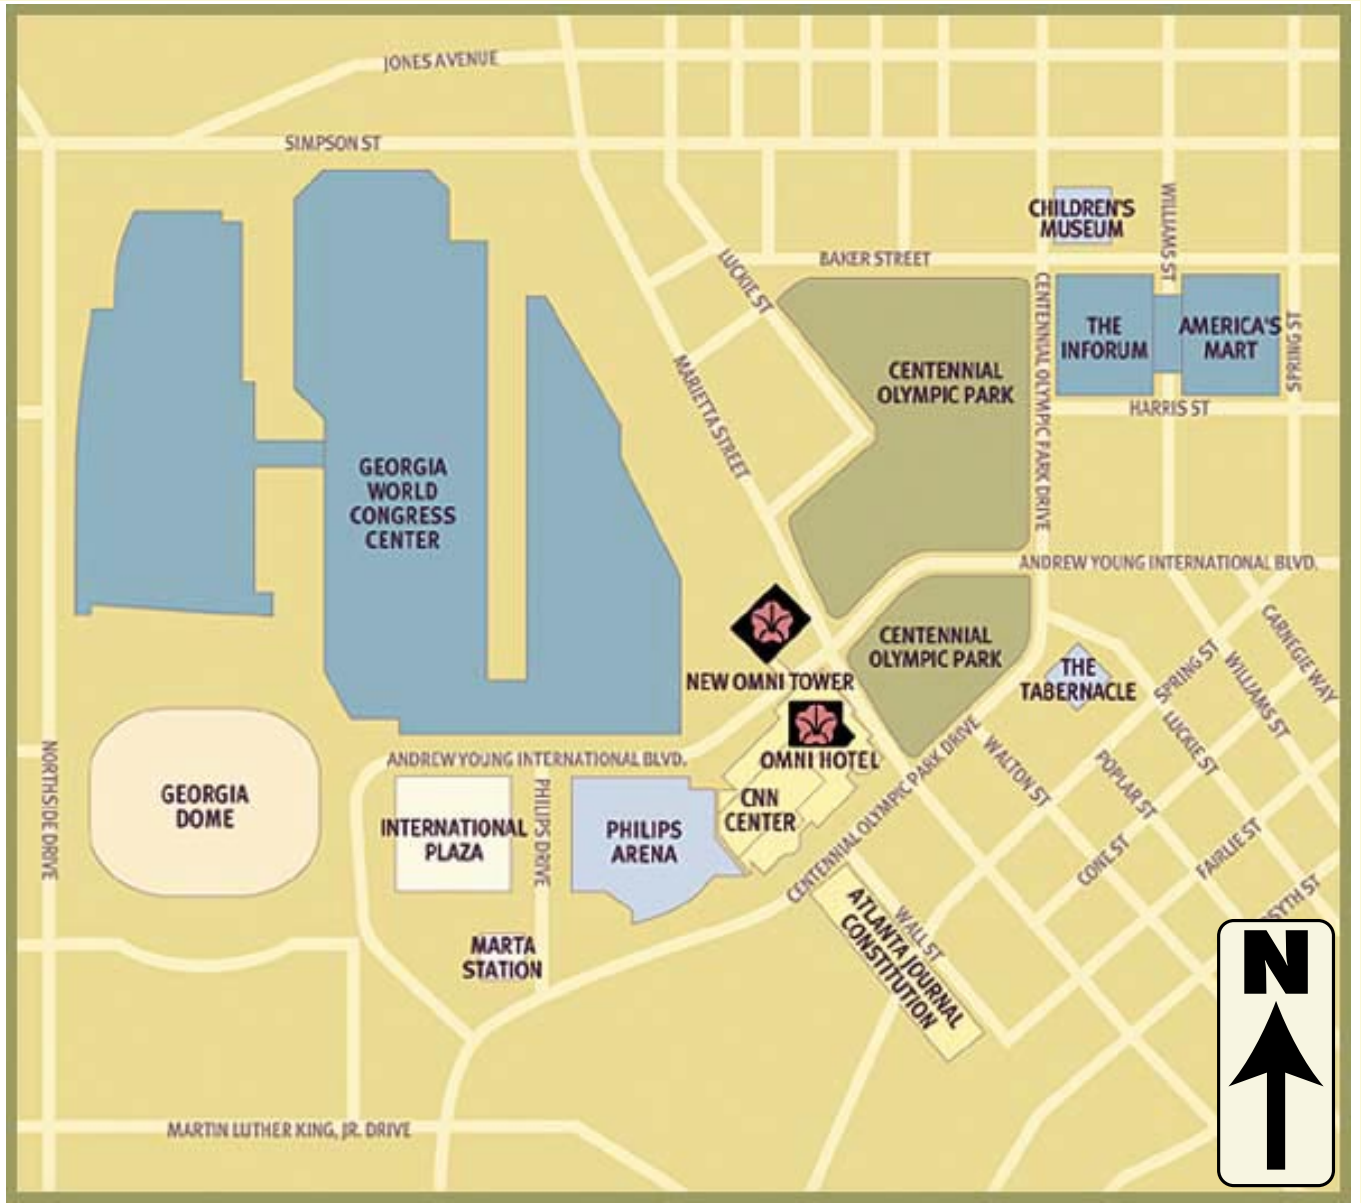 JONES AVENUE
SIMPSON ST
CHILDREN'S
MUSEUM
WILLIAMS ST
LUCKIE ST
BAKER STREET
CENTENNIAL OLYMPIC PARK DRIVE
THE
INFORUM
AMERICA'S
MART
SPRING ST
CENTENNIAL
OLYMPIC PARK
MARIETTA STREET
HARRIS ST
GEORGIA
WORLD
CONGRESS
CENTER
ANDREW YOUNG INTERNATIONAL BLVD.
CENTENNIAL
OLYMPIC PARK
THE
TABERNACLE
NEW OMNI TOWER
OMNI HOTEL
SPRING ST
WILLIAMS ST
CARNEGIE WAY
LUCKIE ST
WALTON ST
POPLAR ST
CONE ST
FAIRLIE ST
SYTH ST
NORTHSIDE DRIVE
GEORGIA
DOME
ANDREW YOUNG INTERNATIONAL BLVD.
INTERNATIONAL
PLAZA
PHILIPS DRIVE
PHILIPS
ARENA
CNN
CENTER
CENTENNIAL OLYMPIC PARK DRIVE
WALL ST
ATLANTA JOURNAL
CONSTITUTION
MARTA
STATION
N
MARTIN LUTHER KING, JR. DRIVE